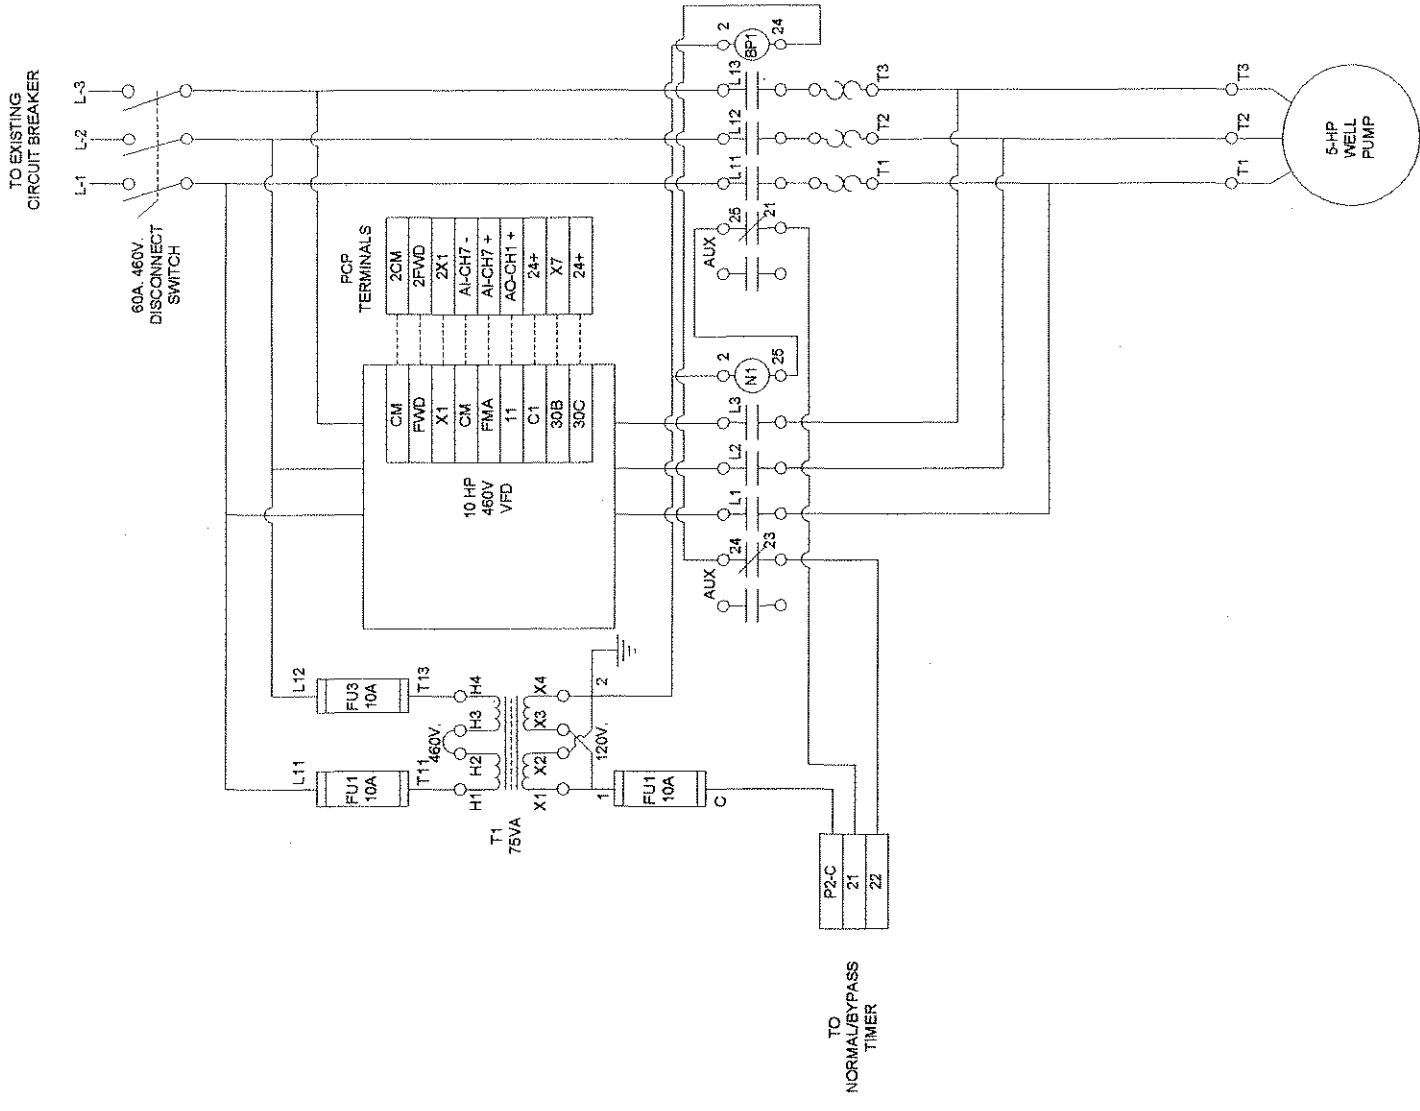 TO EXISTING
CIRCUIT BREAKER
L-1
L-2
L-3
60A. 460V.
DISCONNECT
SWITCH
PCP
TERMINALS
2CM
2FWD
2X1
AI-CH7 -
AI-CH7 +
AO-CH1 +
24+
X7
24+
CM
FWD
X1
CM
FMA
11
C1
30B
30C
10 HP
460V
VFD
L11
L12
FU1
10A
FU3
10A
T11
T13
460V.
H1
H2
H3
H4
T1
75VA
X1
X2
X3
X4
120V.
1
2
FU1
10A
C
AUX
24
23
L1
L2
L3
2
N1
25
AUX
25
21
L11
L12
L13
2
BP1
24
T1
T2
T3
T1
T2
T3
5-HP
WELL
PUMP
P2-C
21
22
TO
NORMAL/BYPASS
TIMER